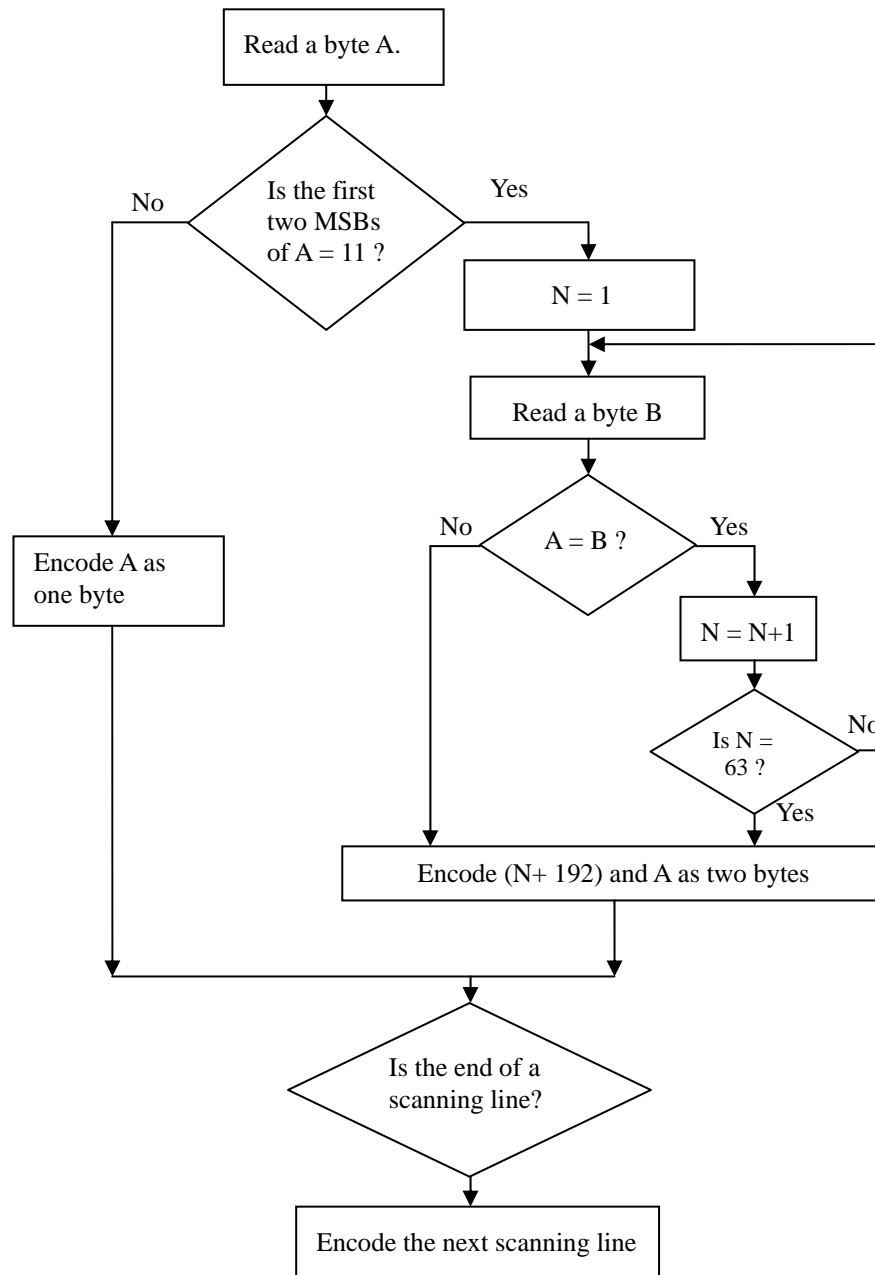 Read a byte A.
Is the first
two MSBs
of A = 11 ?
No
Yes
N = 1
Read a byte B
A = B ?
No
Yes
Encode A as
one byte
N = N+1
Is N =
63 ?
No
Yes
Encode (N+ 192) and A as two bytes
Is the end of a
scanning line?
Encode the next scanning line